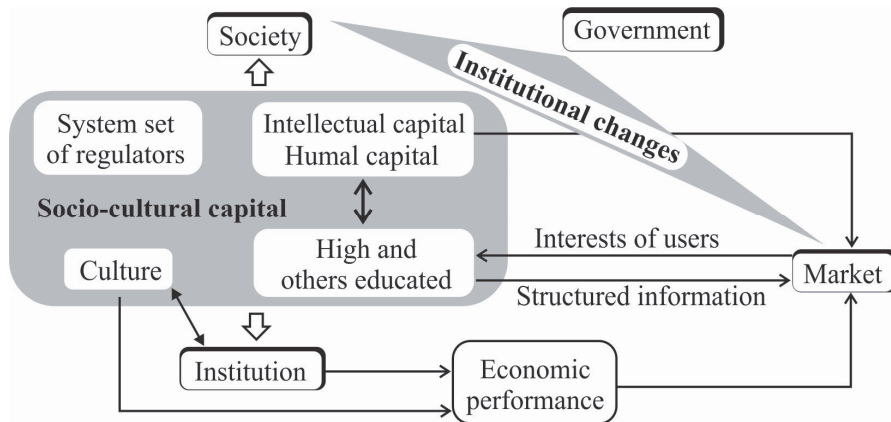 Society
Government
Institutional changes
System set
of regulators
Intellectual capital
Humal capital
Socio-cultural capital
High and
others educated
Culture
Interests of users
Market
Structured information
Institution
Economic
performance